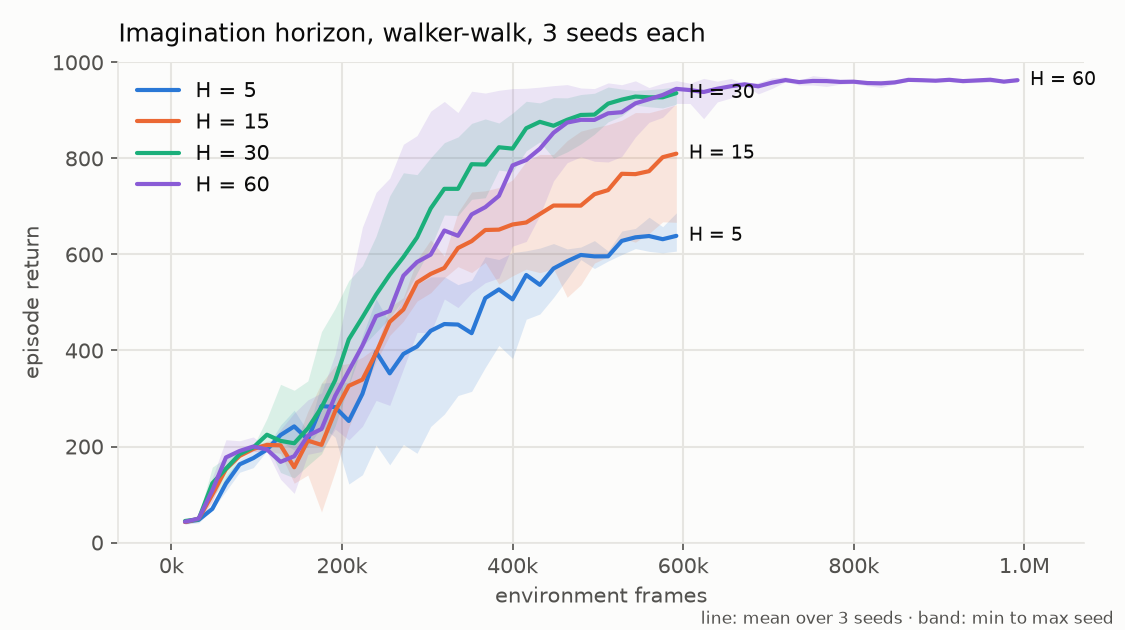 Imagination horizon, walker-walk, 3 seeds each
episode return
1000
800
600
400
200
0
H = 5
H = 15
H = 30
H = 60
H = 60
H = 30
H = 15
H = 5
0k
200k
400k
600k
800k
1.0M
environment frames
line: mean over 3 seeds · band: min to max seed